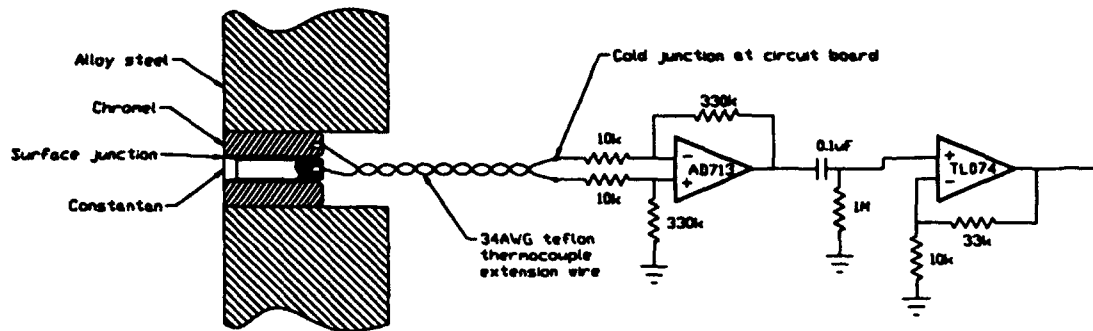 Alloy steel
Chromel
Surface junction
Constantan
Cold junction at circuit board
34AWG teflon
thermocouple
extension wire
10k
10k
330k
330k
-
+
AD713
0.1uF
1M
+
-
TL074
33k
10k